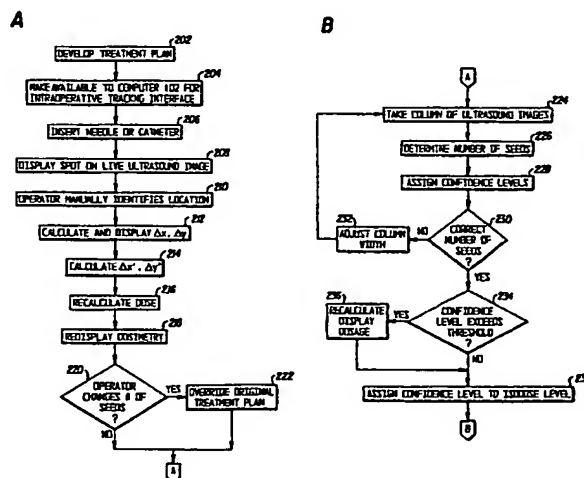 A
202
DEVELOP TREATMENT PLAN
204
MAKE AVAILABLE TO COMPUTER 102 FOR
INTRAOPERATIVE TRACKING INTERFACE
206
INSERT NEEDLE OR CATHETER
208
DISPLAY SPOT ON LIVE ULTRASOUND IMAGE
210
OPERATOR MANUALLY IDENTIFIES LOCATION
212
CALCULATE AND DISPLAY Δx, Δy
214
CALCULATE Δx', Δy'
216
RECALCULATE DOSE
218
REDISPLAY DOSIMETRY
220
OPERATOR
CHANGES # OF
SEEDS
?
YES
222
OVERRIDE ORIGINAL
TREATMENT PLAN
NO
A
B
A
224
TAKE COLUMN OF ULTRASOUND IMAGES
226
DETERMINE NUMBER OF SEEDS
228
ASSIGN CONFIDENCE LEVELS
230
CORRECT
NUMBER OF
SEEDS
?
NO
232
ADJUST COLUMN
WIDTH
YES
234
CONFIDENCE
LEVEL EXCEEDS
THRESHOLD
?
YES
236
RECALCULATE
DISPLAY
DOSAGE
NO
ASSIGN CONFIDENCE LEVEL TO ISODOSE LEVEL
B